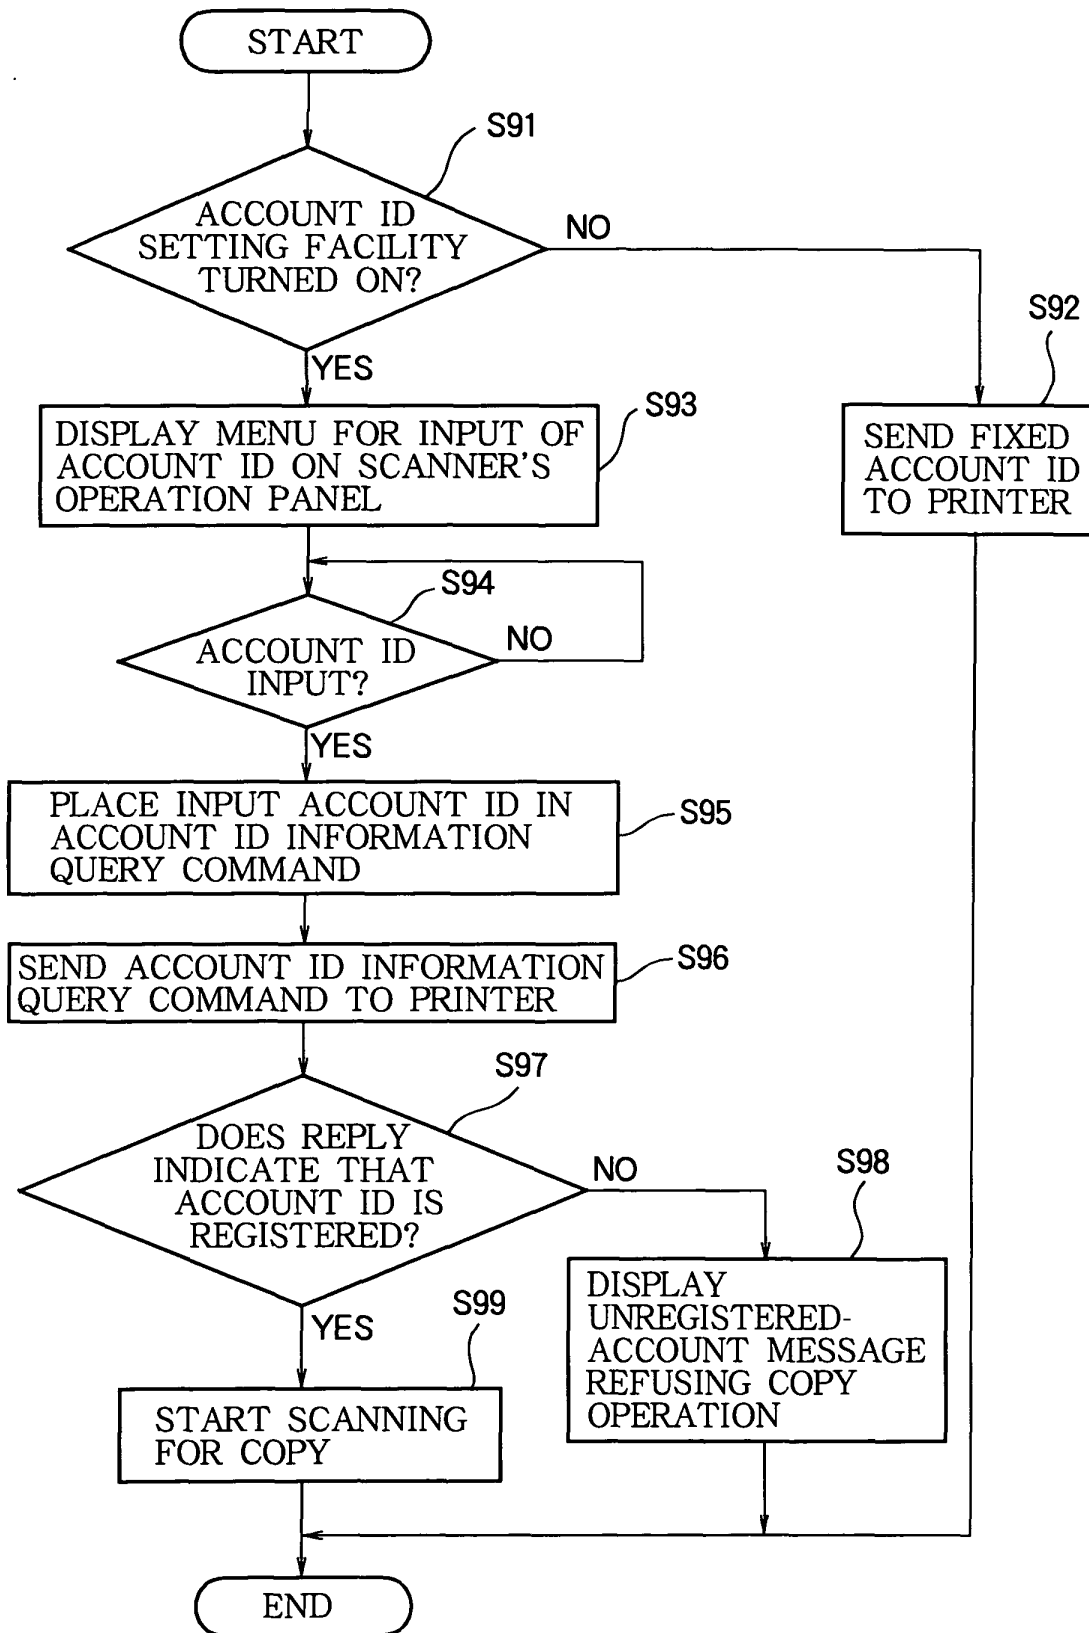 START
S91
ACCOUNT ID
SETTING FACILITY
TURNED ON?
NO
YES
S92
SEND FIXED
ACCOUNT ID
TO PRINTER
S93
DISPLAY MENU FOR INPUT OF
ACCOUNT ID ON SCANNER'S
OPERATION PANEL
S94
ACCOUNT ID
INPUT?
NO
YES
S95
PLACE INPUT ACCOUNT ID IN
ACCOUNT ID INFORMATION
QUERY COMMAND
S96
SEND ACCOUNT ID INFORMATION
QUERY COMMAND TO PRINTER
S97
DOES REPLY
INDICATE THAT
ACCOUNT ID IS
REGISTERED?
NO
YES
S98
DISPLAY
UNREGISTERED-
ACCOUNT MESSAGE
REFUSING COPY
OPERATION
S99
START SCANNING
FOR COPY
END